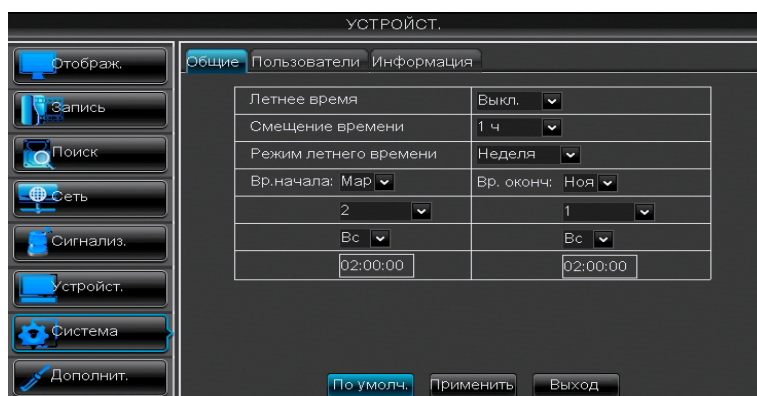 УСТРОЙСТ.
Отображ.
Запись
Поиск
Сеть
Сигнализ.
Устройст.
Система
Дополнит.
Общие Пользователи Информация
Летнее время Выкл.
Смещение времени 1 ч
Режим летнего времени Неделя
Вр.начала: Мар Вр. оконч: Ноя
2 1
Вс Вс
02:00:00 02:00:00
По умолч. Применить Выход